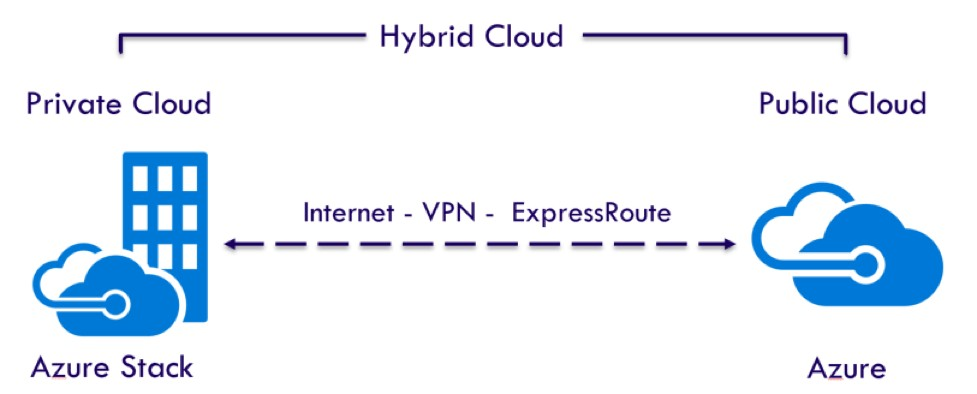 Hybrid Cloud
Private Cloud
Public Cloud
Internet - VPN - ExpressRoute
Azure Stack
Azure